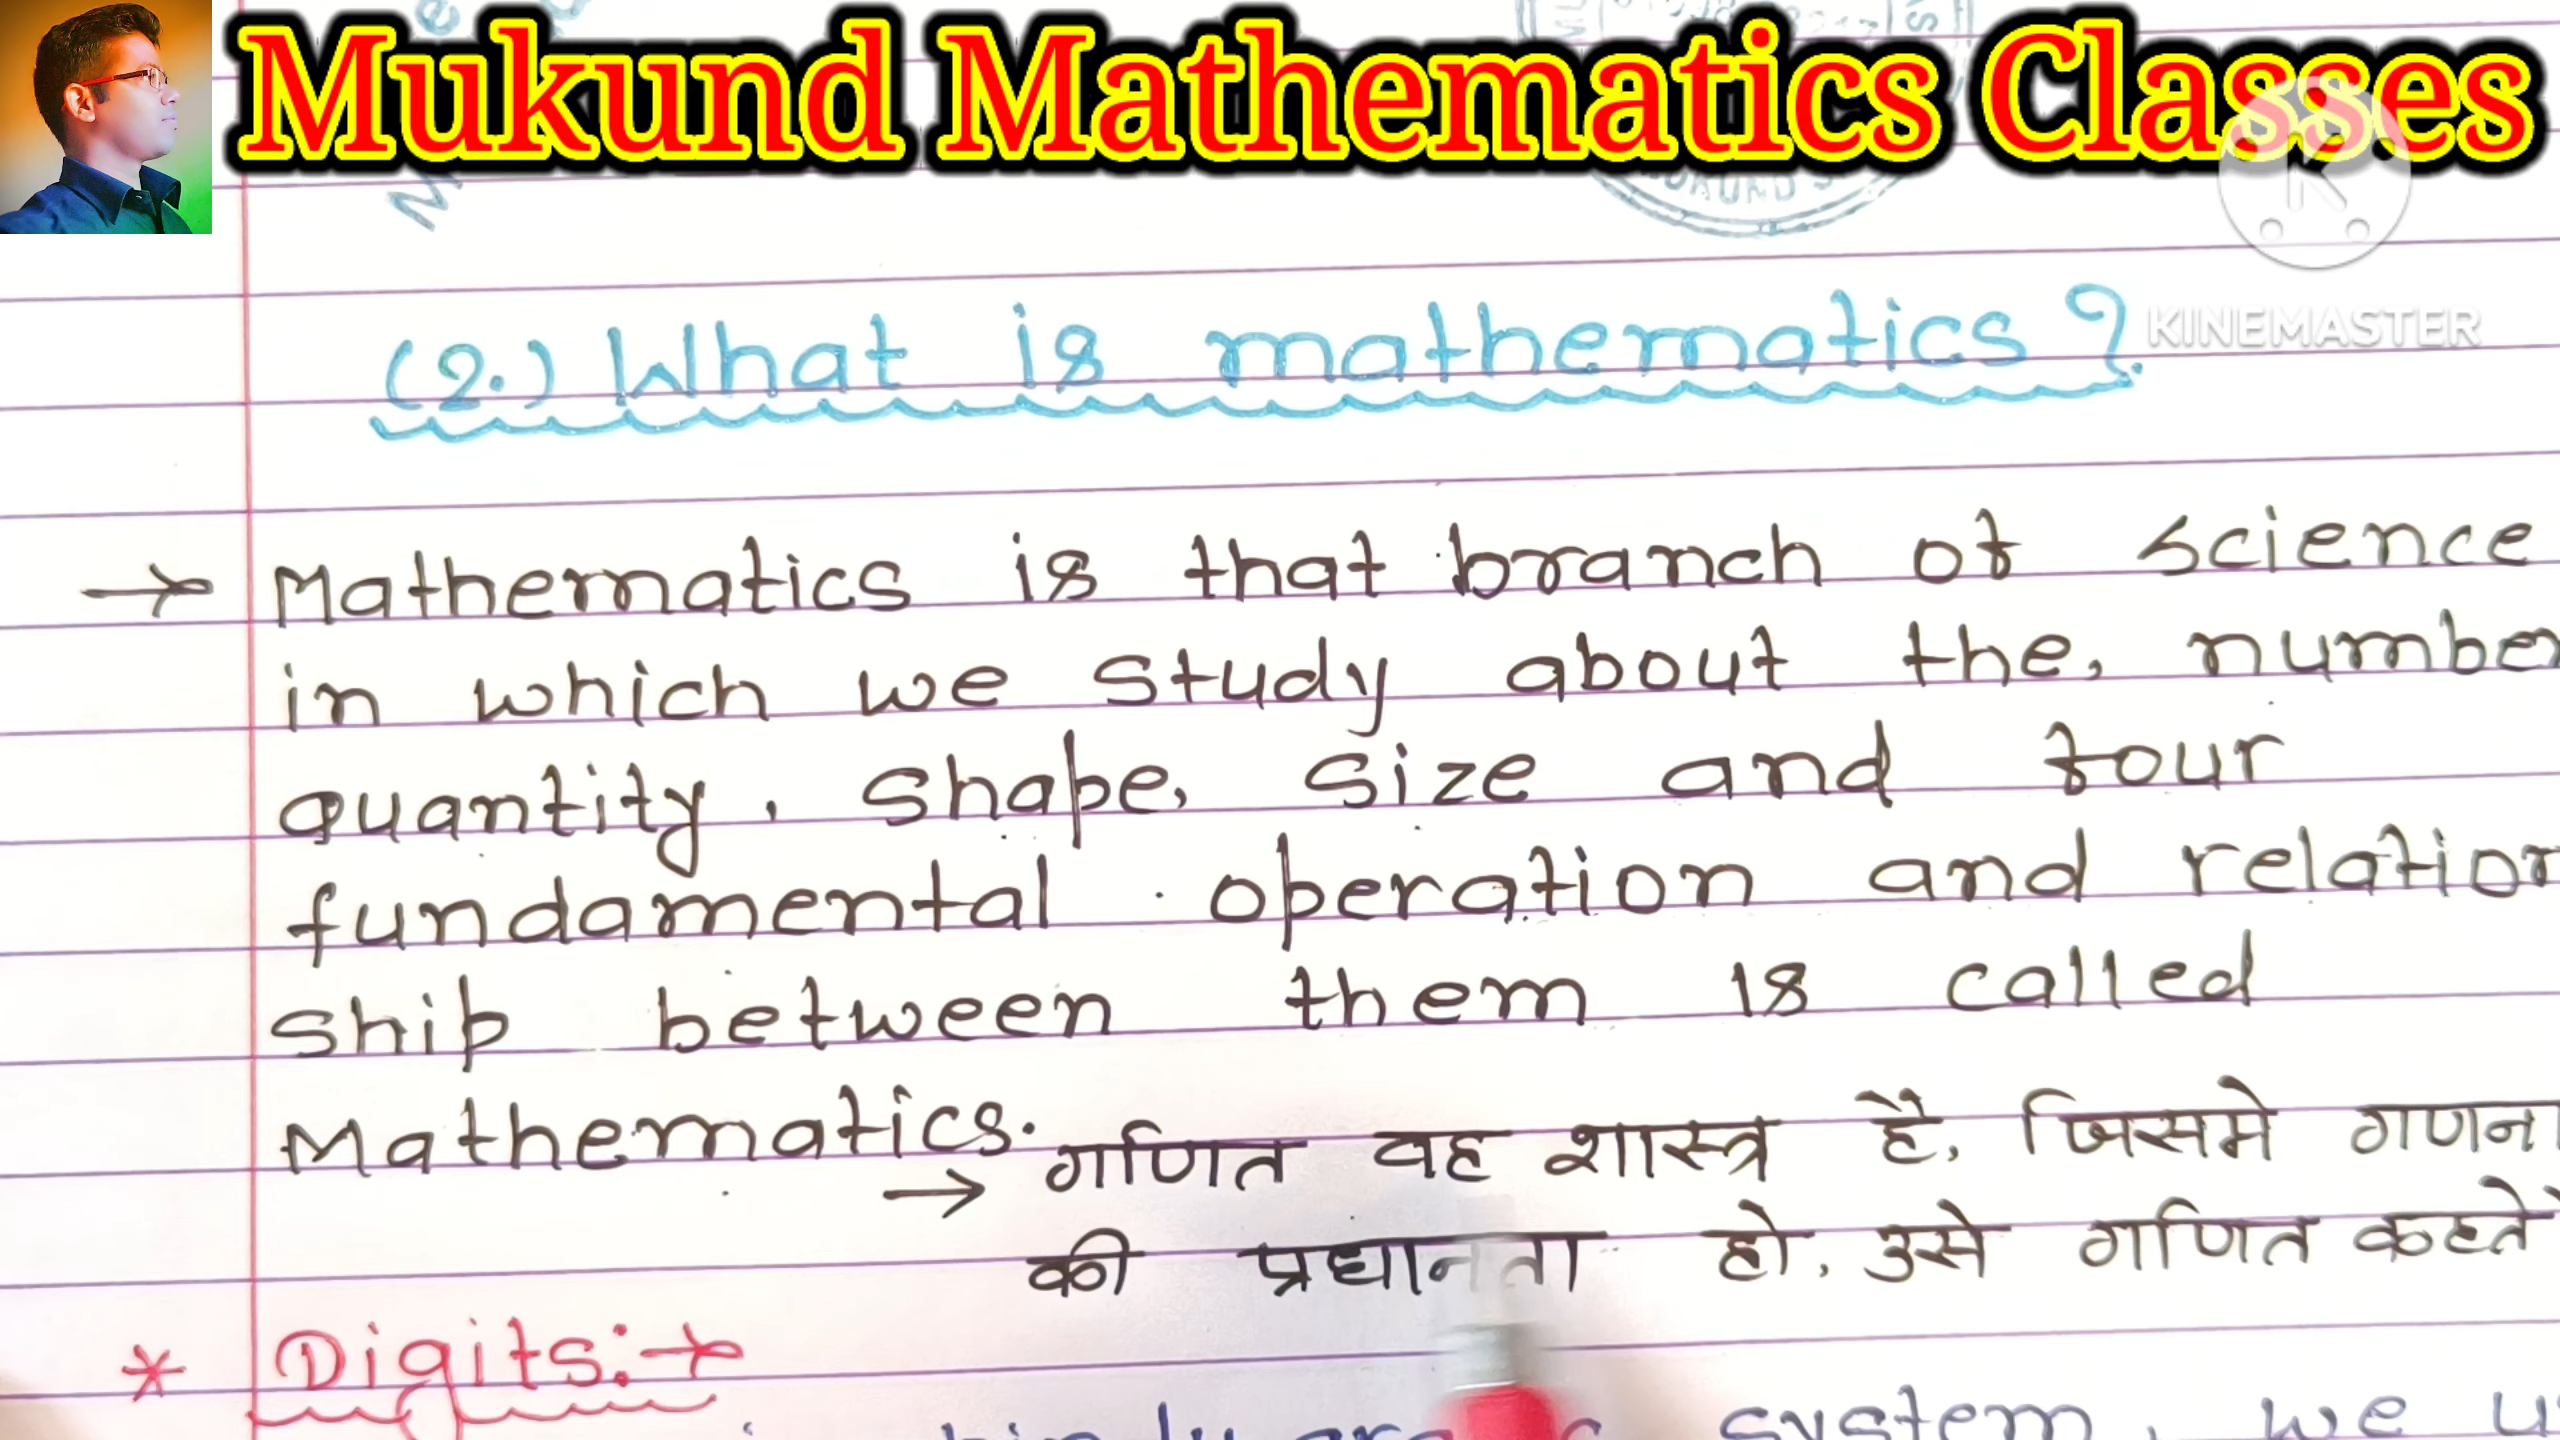 Mukund Mathematics Classes
KINEMASTER
(2.) What is mathematics ?
→ Mathematics is that branch of science
in which we study about the, number
quantity, shape, size and four
fundamental operation and relation
ship between them is called
Mathematics.
→ गणित वह शास्त्र है, जिसमे गणना
की प्रधानता हो, उसे गणित कहते
* Digits:→
system, we